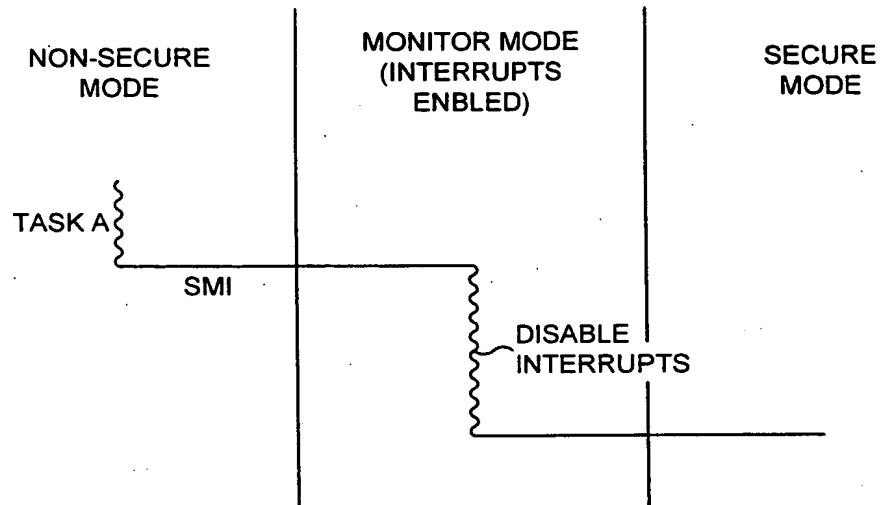 NON-SECURE
MODE
MONITOR MODE
(INTERRUPTS
ENBLED)
SECURE
MODE
TASK A
SMI
DISABLE
INTERRUPTS